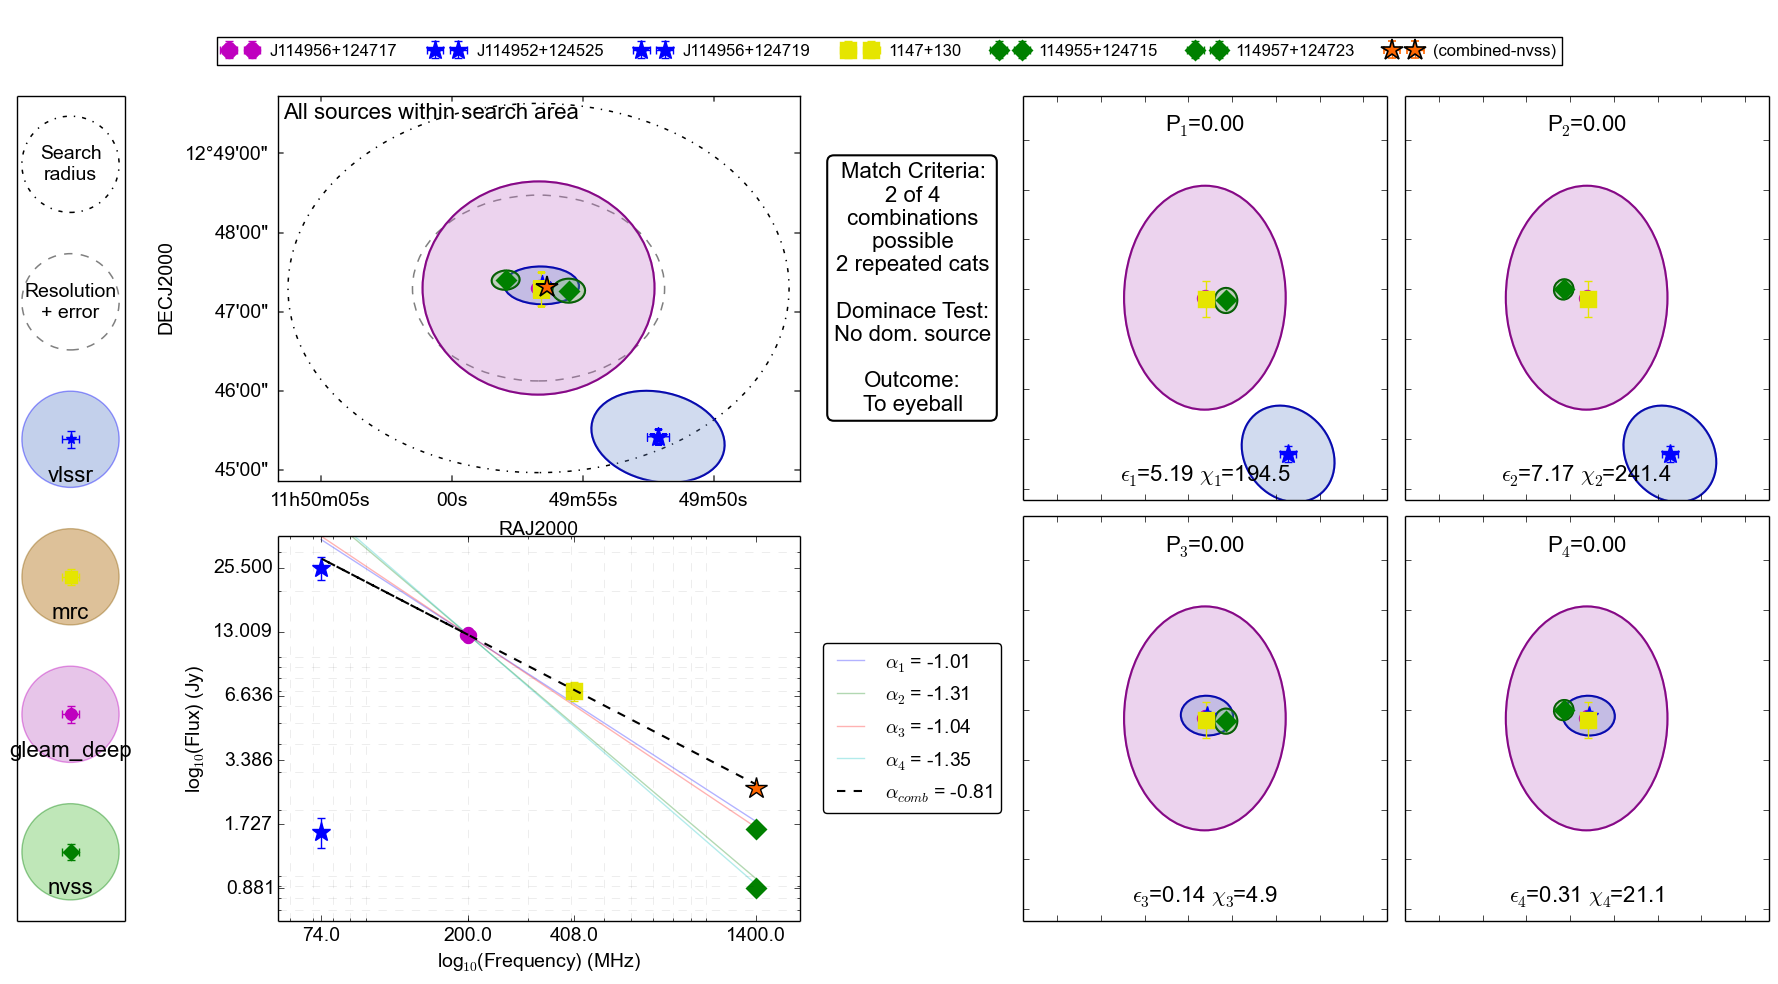 J114956+124717 J114952+124525 J114956+124719 1147+130 114955+124715 114957+124723 (combined-nvss)
Search
radius
Resolution
+ error
vlssr
mrc
gleam_deep
nvss
All sources within search area
DECJ2000
12°49'00"
48'00"
47'00"
46'00"
45'00"
11h50m05s 00s 49m55s 49m50s
RAJ2000
Match Criteria:
2 of 4
combinations
possible
2 repeated cats
Dominace Test:
No dom. source
Outcome:
To eyeball
P1=0.00
ϵ1=5.19 χ1=194.5
P2=0.00
ϵ2=7.17 χ2=241.4
log10(Flux) (Jy)
25.500
13.009
6.636
3.386
1.727
0.881
74.0 200.0 408.0 1400.0
log10(Frequency) (MHz)
α1 = -1.01
α2 = -1.31
α3 = -1.04
α4 = -1.35
αcomb = -0.81
P3=0.00
ϵ3=0.14 χ3=4.9
P4=0.00
ϵ4=0.31 χ4=21.1